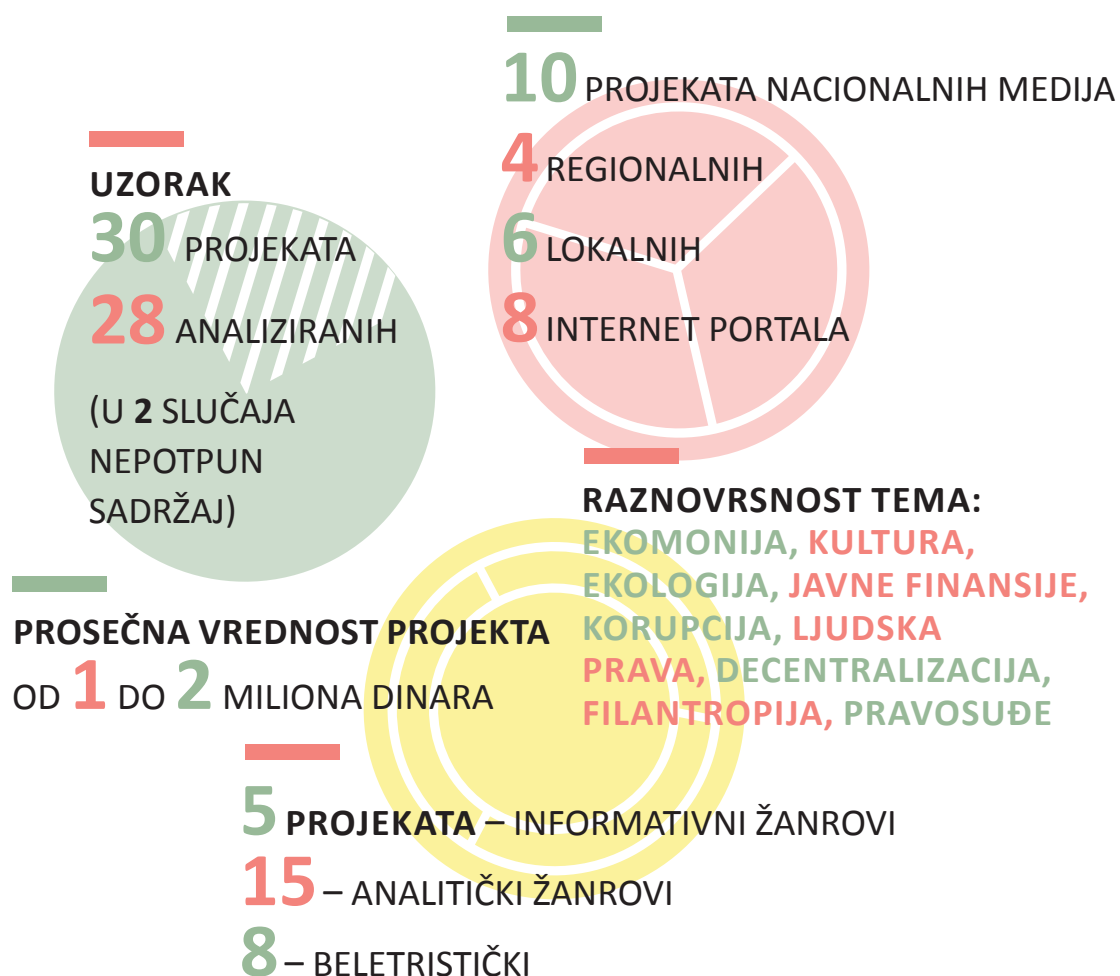 10 PROJEKATA NACIONALNIH MEDIJA
4 REGIONALNIH
6 LOKALNIH
8 INTERNET PORTALA
UZORAK
30 PROJEKATA
28 ANALIZIRANIH
(U 2 SLUČAJA
NEPOTPUN
SADRŽAJ)
RAZNOVRSNOST TEMA:
EKOMONIJA, KULTURA,
EKOLOGIJA, JAVNE FINANSIJE,
KORUPCIJA, LJUDSKA
PRAVA, DECENTRALIZACIJA,
FILANTROPIJA, PRAVOSUĐE
PROSEČNA VREDNOST PROJEKTA
OD 1 DO 2 MILIONA DINARA
5 PROJEKATA – INFORMATIVNI ŽANROVI
15 – ANALITIČKI ŽANROVI
8 – BELETRISTIČKI